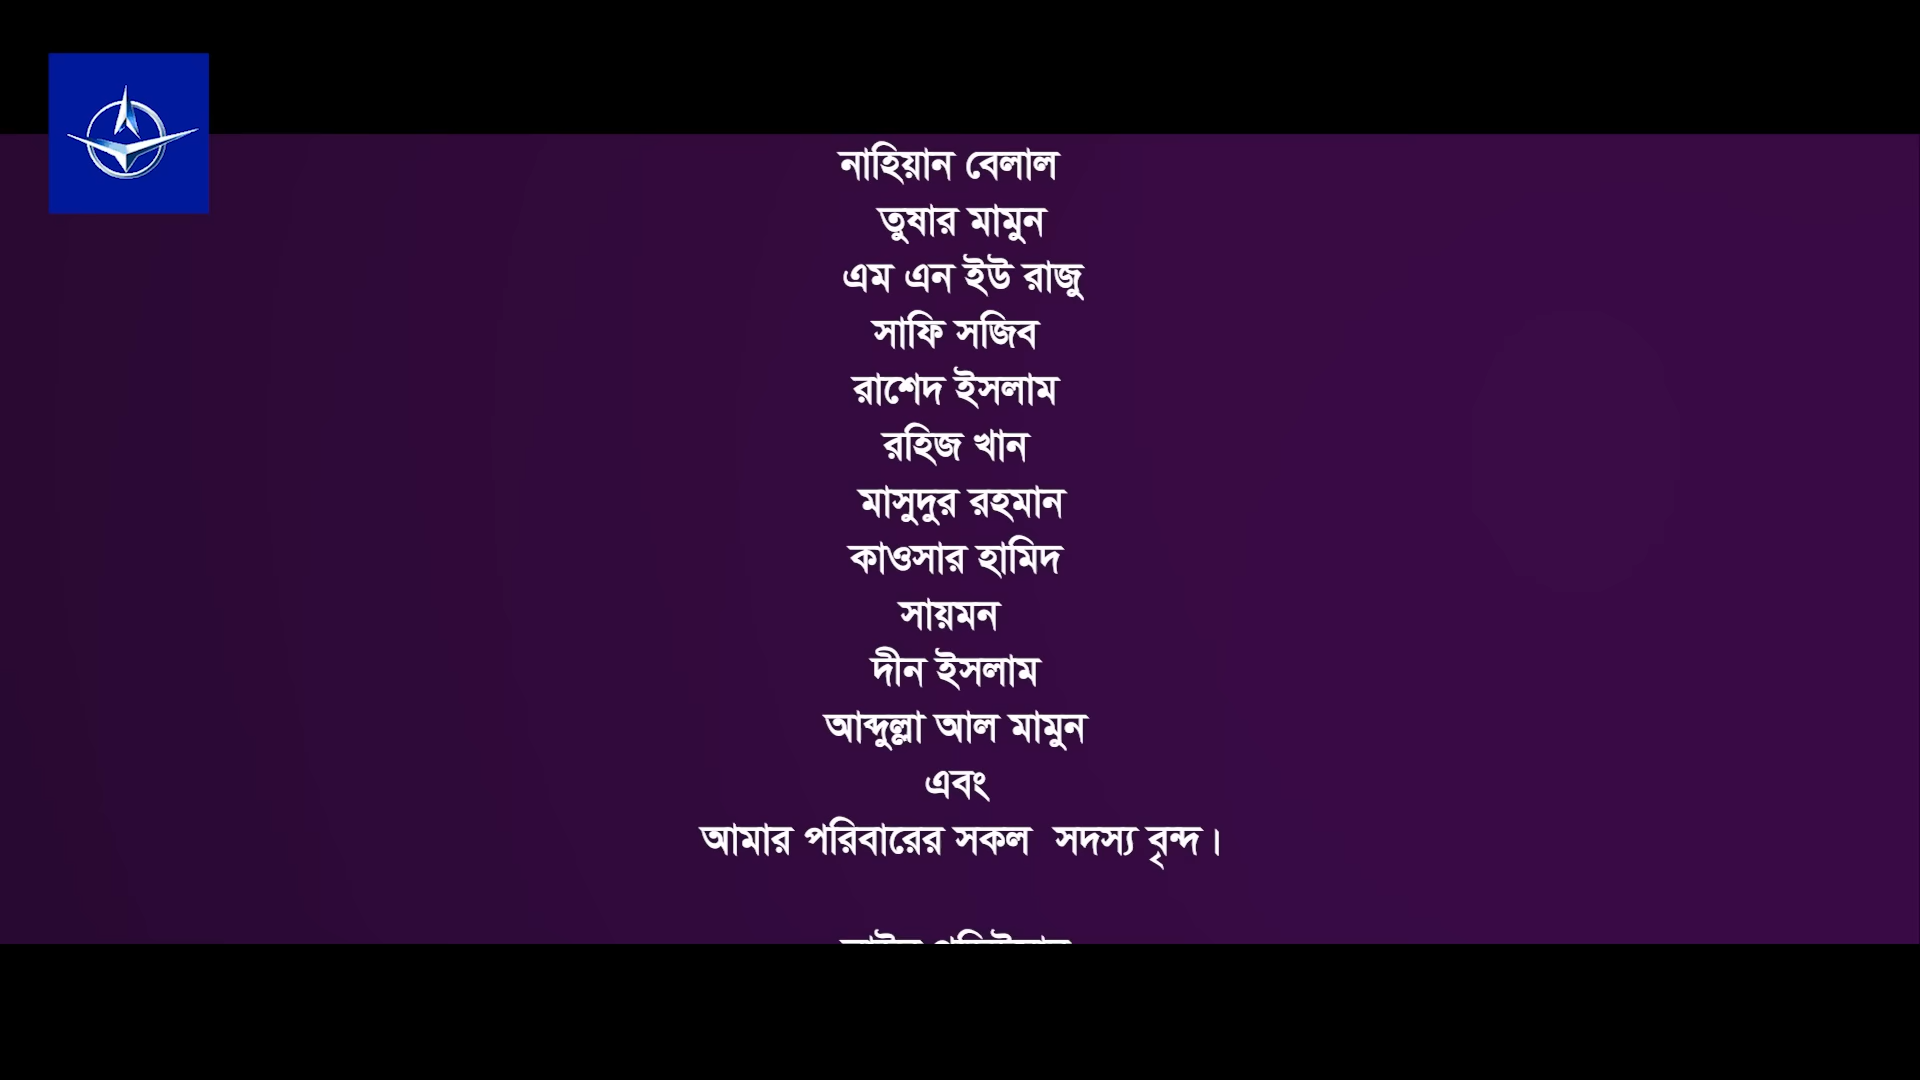 নাহিয়ান বেলাল
তুষার মামুন
এম এন ইউ রাজু
সাফি সজিব
রাশেদ ইসলাম
রহিজ খান
মাসুদুর রহমান
কাওসার হামিদ
সায়মন
দীন ইসলাম
আব্দুল্লা আল মামুন
এবং
আমার পরিবারের সকল  সদস্য বৃন্দ।